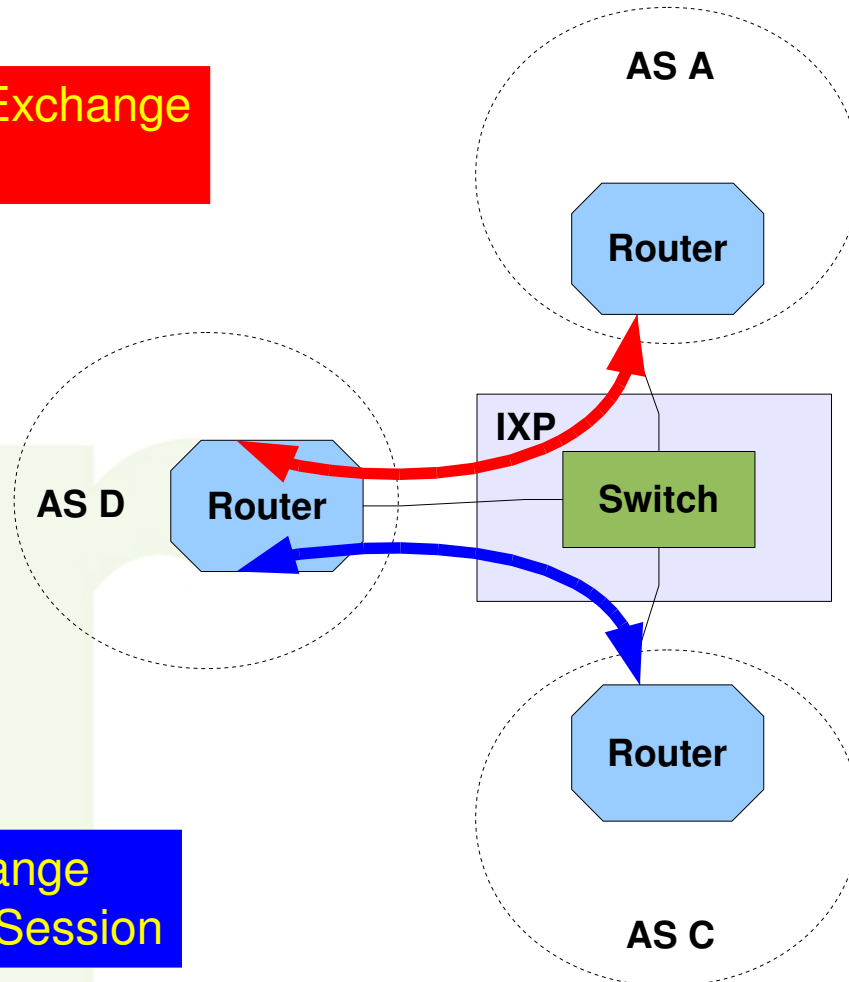 AS A
Exchange
Router
IXP
Switch
AS D
Router
Router
ange
Session
AS C